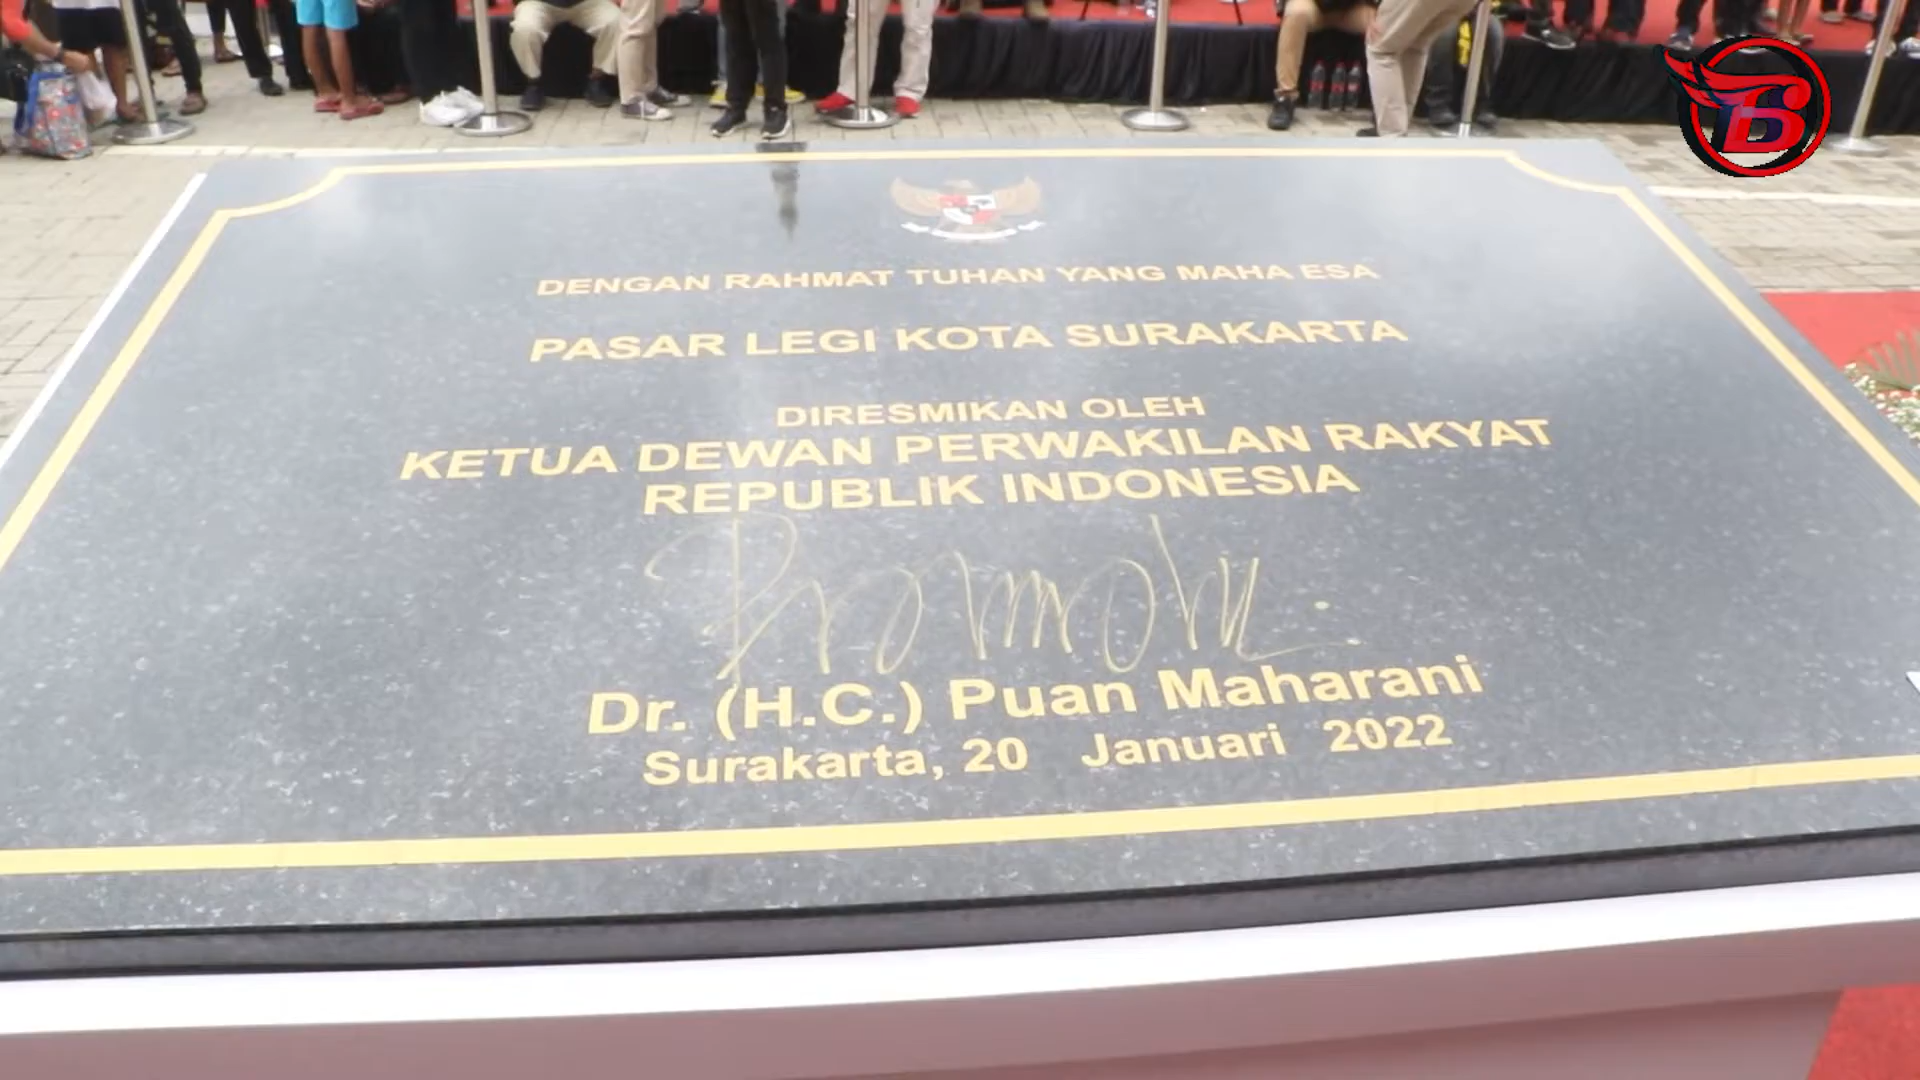 DENGAN RAHMAT TUHAN YANG MAHA ESA
PASAR LEGI KOTA SURAKARTA
DIRESMIKAN OLEH
KETUA DEWAN PERWAKILAN RAKYAT
REPUBLIK INDONESIA
Dr. (H.C.) Puan Maharani
Surakarta, 20 Januari 2022